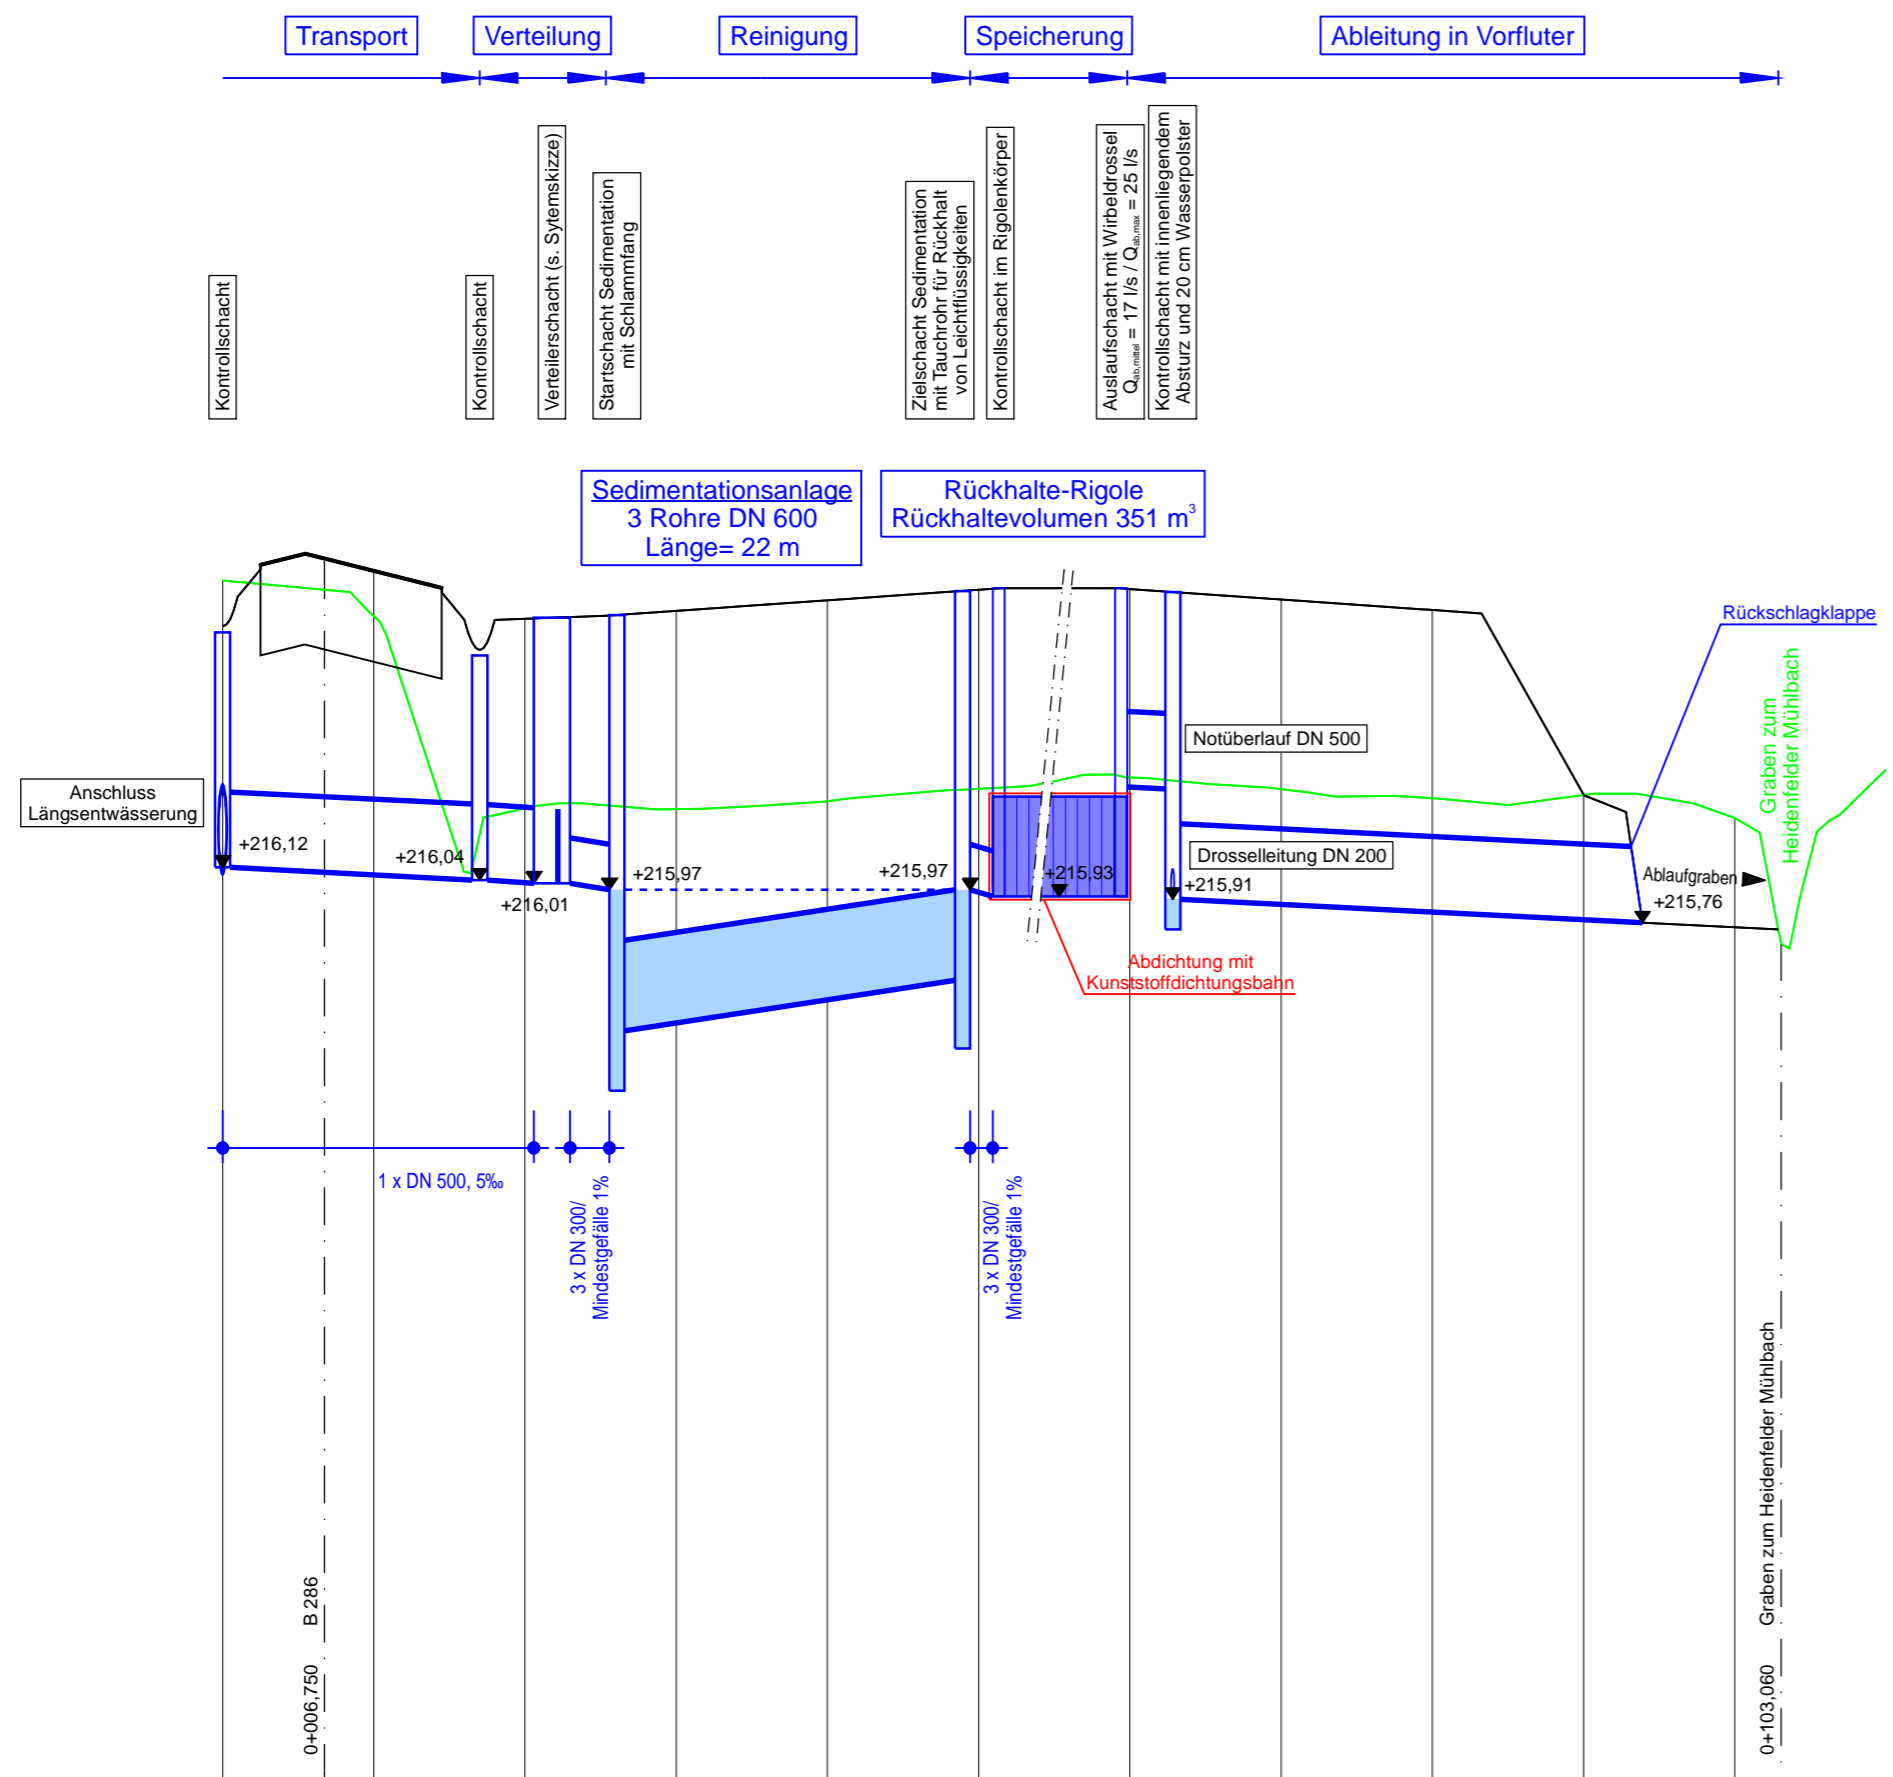 Transport
Verteilung
Reinigung
Speicherung
Ableitung in Vorfluter
Kontrollschacht
Kontrollschacht
Verteilerschacht (s. Sytemskizze)
Startschacht Sedimentation
mit Schlammfang
Zielschacht Sedimentation
mit Tauchrohr für Rückhalt
von Leichtflüssigkeiten
Kontrollschacht im Rigolenkörper
Auslaufschacht mit Wirbeldrossel
Qab,mittel = 17 l/s / Qab,max = 25 l/s
Kontrollschacht mit innenliegendem
Absturz und 20 cm Wasserpolster
Sedimentationsanlage
3 Rohre DN 600
Länge= 22 m
Rückhalte-Rigole
Rückhaltevolumen 351 m³
Rückschlagklappe
Graben zum
Heidenfelder Mühlbach
Notüberlauf DN 500
Anschluss
Längsentwässerung
+216,12
+216,04
+216,01
+215,97
+215,97
+215,93
Drosselleitung DN 200
+215,91
Ablaufgraben
+215,76
Abdichtung mit
Kunststoffdichtungsbahn
1 x DN 500, 5‰
3 x DN 300/
Mindestgefälle 1%
3 x DN 300/
Mindestgefälle 1%
0+006,750 B 286
0+103,060 Graben zum Heidenfelder Mühlbach